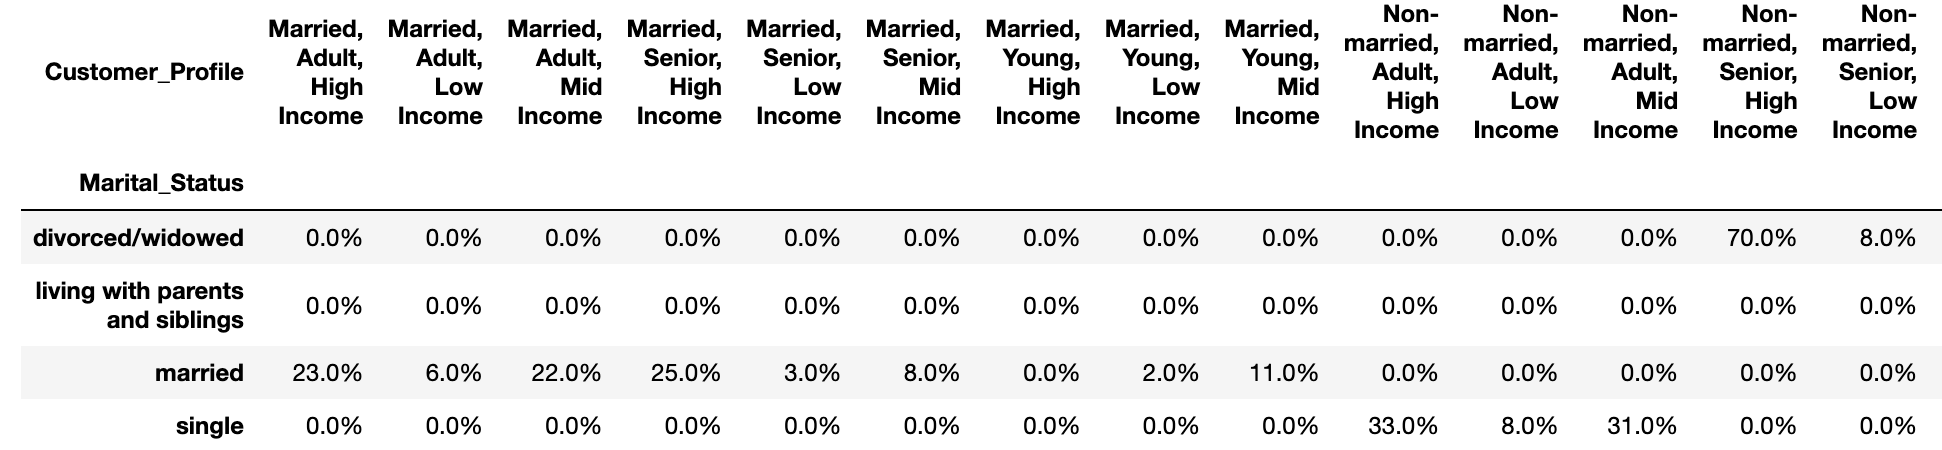 Customer_Profile Married, Adult, High Income Married, Adult, Low Income Married, Adult, Mid Income Married, Senior, High Income Married, Senior, Low Income Married, Senior, Mid Income Married, Young, High Income Married, Young, Low Income Married, Young, Mid Income Non-married, Adult, High Income Non-married, Adult, Low Income Non-married, Adult, Mid Income Non-married, Senior, High Income Non-married, Senior, Low Income
Marital_Status
divorced/widowed 0.0% 0.0% 0.0% 0.0% 0.0% 0.0% 0.0% 0.0% 0.0% 0.0% 0.0% 0.0% 70.0% 8.0%
living with parents and siblings 0.0% 0.0% 0.0% 0.0% 0.0% 0.0% 0.0% 0.0% 0.0% 0.0% 0.0% 0.0% 0.0% 0.0%
married 23.0% 6.0% 22.0% 25.0% 3.0% 8.0% 0.0% 2.0% 11.0% 0.0% 0.0% 0.0% 0.0% 0.0%
single 0.0% 0.0% 0.0% 0.0% 0.0% 0.0% 0.0% 0.0% 0.0% 33.0% 8.0% 31.0% 0.0% 0.0%